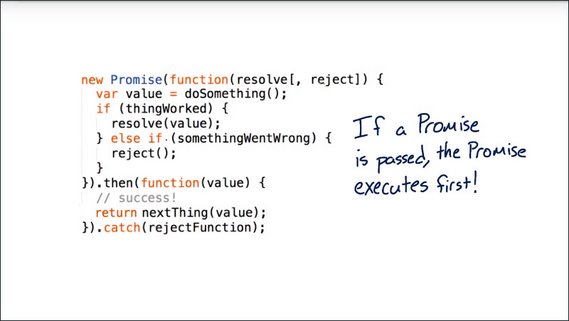 new Promise(function(resolve[, reject]) {
  var value = doSomething();
  if (thingWorked) {
    resolve(value);
  } else if (somethingWentWrong) {
    reject();
  }
}).then(function(value) {
  // success!
  return nextThing(value);
}).catch(rejectFunction);
If a Promise
is passed, the Promise
executes first!